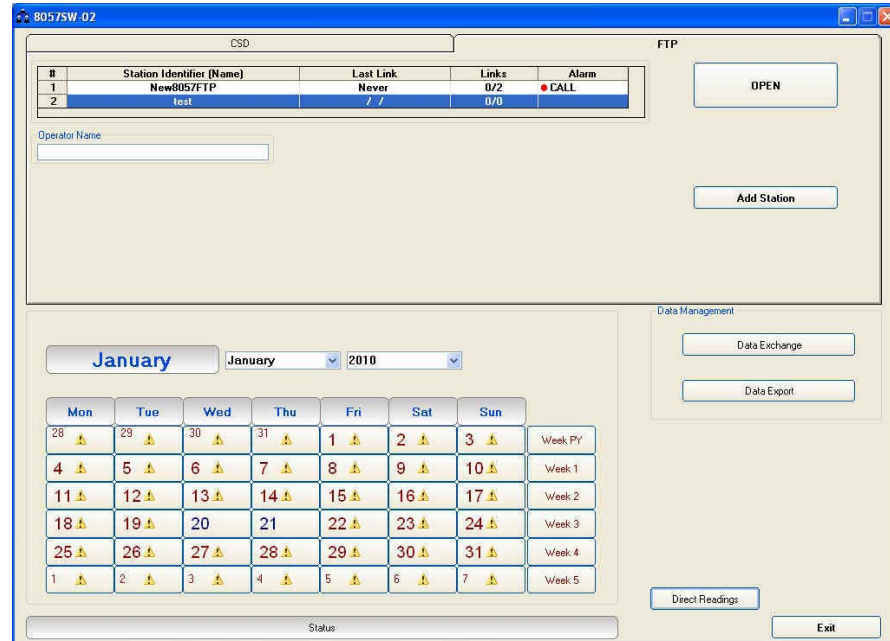 8057SW-02
CSD FTP
# Station Identifier (Name) Last Link Links Alarm
1 New8057FTP Never 0/2 CALL
2 test / / 0/0
OPEN
Operator Name
Add Station
Data Management
January January 2010
Data Exchange
Data Export
Mon Tue Wed Thu Fri Sat Sun
28 29 30 31 1 2 3 Week PY
4 5 6 7 8 9 10 Week 1
11 12 13 14 15 16 17 Week 2
18 19 20 21 22 23 24 Week 3
25 26 27 28 29 30 31 Week 4
1 2 3 4 5 6 7 Week 5
Direct Readings
Status
Exit